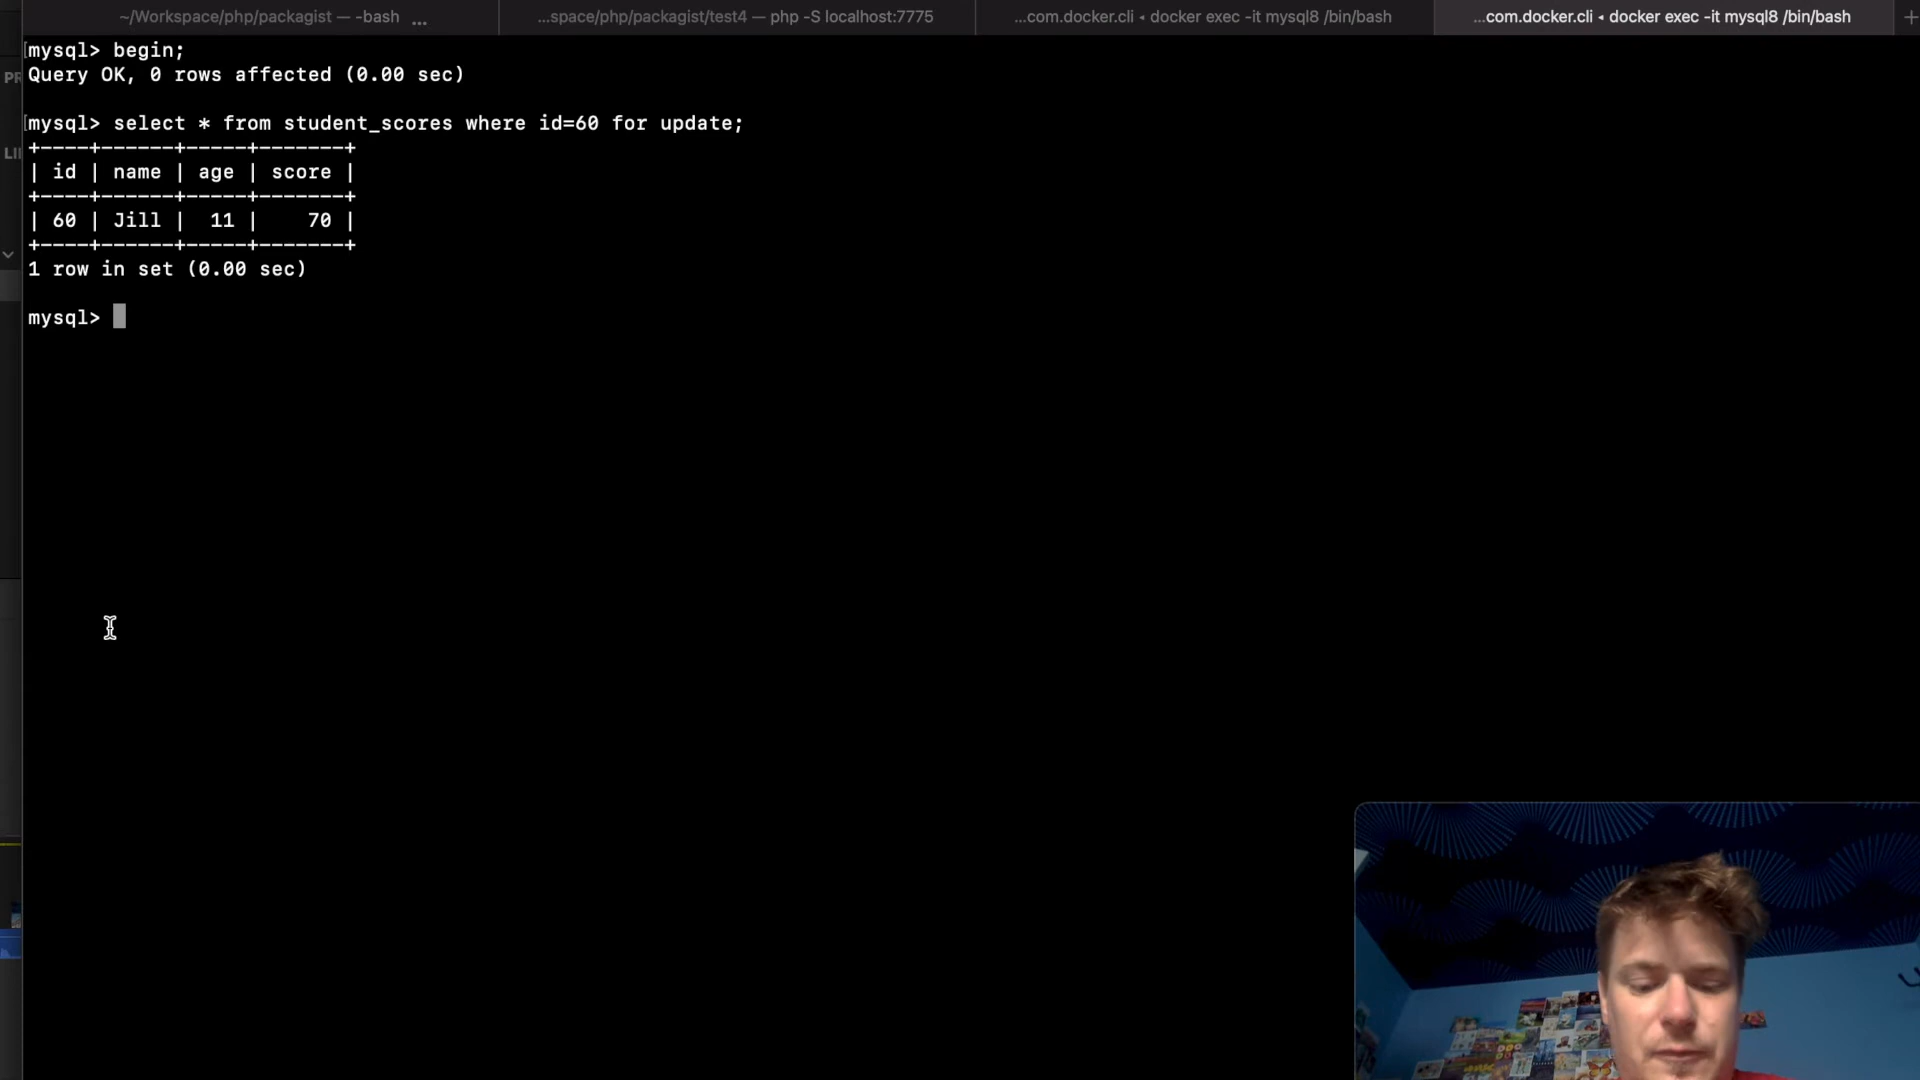 ~/Workspace/php/packagist — -bash ...
...space/php/packagist/test4 — php -S localhost:7775
...com.docker.cli ◂ docker exec -it mysql8 /bin/bash
...com.docker.cli ◂ docker exec -it mysql8 /bin/bash
+
[mysql> begin;
Query OK, 0 rows affected (0.00 sec)
[mysql> select * from student_scores where id=60 for update;
+----+------+-----+-------+
| id | name | age | score |
+----+------+-----+-------+
| 60 | Jill |  11 |    70 |
+----+------+-----+-------+
1 row in set (0.00 sec)
mysql>